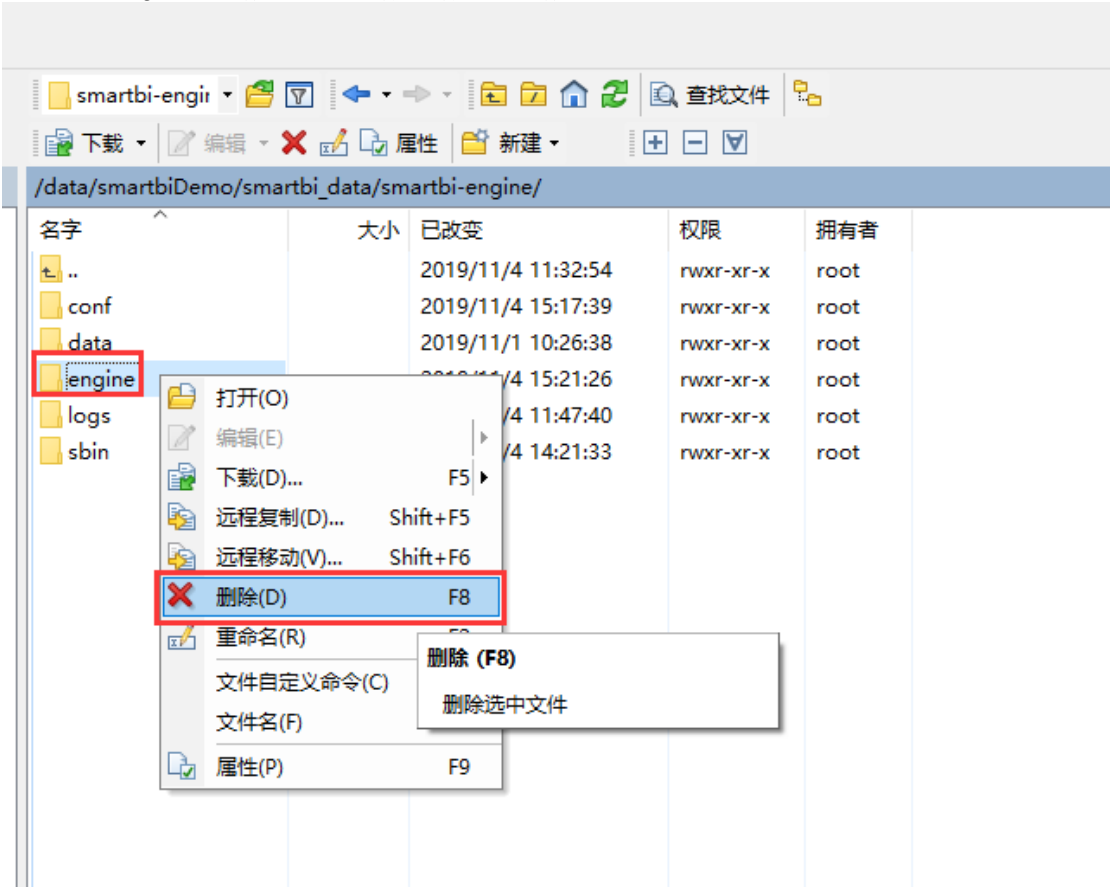 smartbi-engir
查找文件
下载
编辑
属性
新建
/data/smartbiDemo/smartbi_data/smartbi-engine/
名字 大小 已改变 权限 拥有者
.. 2019/11/4 11:32:54 rwxr-xr-x root
conf 2019/11/4 15:17:39 rwxr-xr-x root
data 2019/11/1 10:26:38 rwxr-xr-x root
engine /4 15:21:26 rwxr-xr-x root
logs /4 11:47:40 rwxr-xr-x root
sbin /4 14:21:33 rwxr-xr-x root
打开(O)
编辑(E)
下载(D)... F5
远程复制(D)... Shift+F5
远程移动(V)... Shift+F6
删除(D) F8
重命名(R)
删除 (F8)
删除选中文件
文件自定义命令(C)
文件名(F)
属性(P) F9